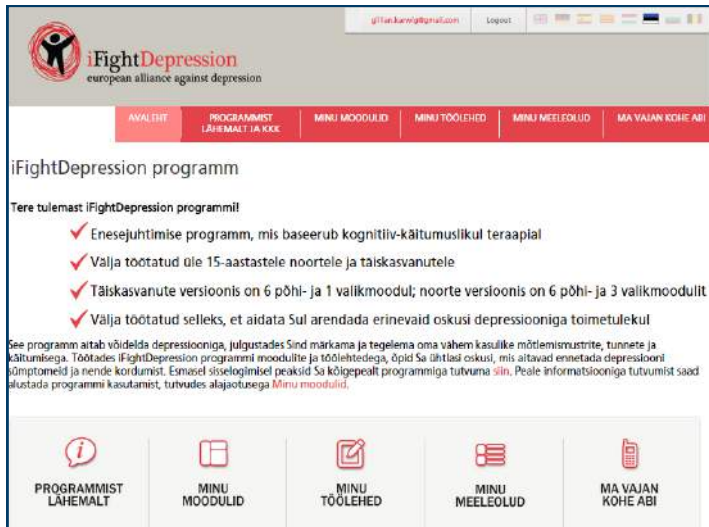 Logout
iFightDepression
european alliance against depression
AVALEHT
PROGRAMMIST
LÄHEMALT JA KKK
MINU MOODULID
MINU TÖÖLEHED
MINU MEELEOLUD
MA VAJAN KOHE ABI
iFightDepression programm
Tere tulemast iFightDepression programmi!
Enesejuhtimise programm, mis baseerub kognitiiv-käitumuslikul teraapial
Välja töötatud üle 15-aastastele noortele ja täiskasvanutele
Täiskasvanute versioonis on 6 põhi- ja 1 valikmoodul; noorte versioonis on 6 põhi- ja 3 valikmoodulit
Välja töötatud selleks, et aidata Sul arendada erinevaid oskusi depressiooniga toimetulekul
See programm aitab võidelda depressiooniga, julgustades Sind märkama ja tegelema oma vähem kasulike mõtlemismustrite, tunnete ja
käitumisega. Töötades iFightDepression programmi moodulite ja töölehtedega, õpid Sa ühtlasi oskusi, mis aitavad ennetada depressiooni
sümptomeid ja nende kordumist. Esmasel sisselogimisel peaksid Sa kõigepealt programmiga tutvuma siin. Peale informatsiooniga tutvumist saad
alustada programmi kasutamist, tutvudes alajaotusega Minu moodulid.
PROGRAMMIST
LÄHEMALT
MINU
MOODULID
MINU
TÖÖLEHED
MINU
MEELEOLUD
MA VAJAN
KOHE ABI